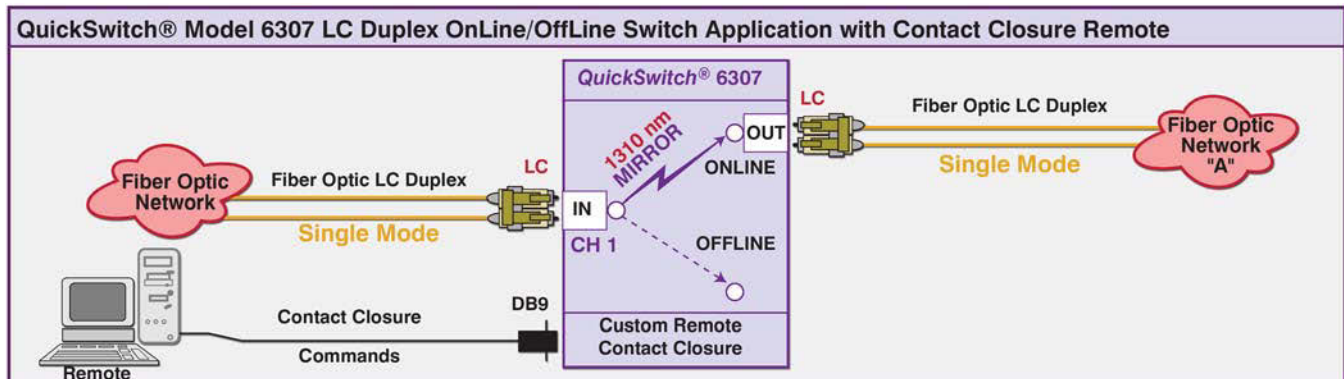 QuickSwitch® Model 6307 LC Duplex OnLine/OffLine Switch Application with Contact Closure Remote
QuickSwitch® 6307
LC
Fiber Optic LC Duplex
Fiber Optic
Network
"A"
Single Mode
1310 nm
MIRROR
OUT
ONLINE
Fiber Optic
Network
Fiber Optic LC Duplex
LC
Single Mode
IN
CH 1
OFFLINE
DB9
Contact Closure
Commands
Custom Remote
Contact Closure
Remote